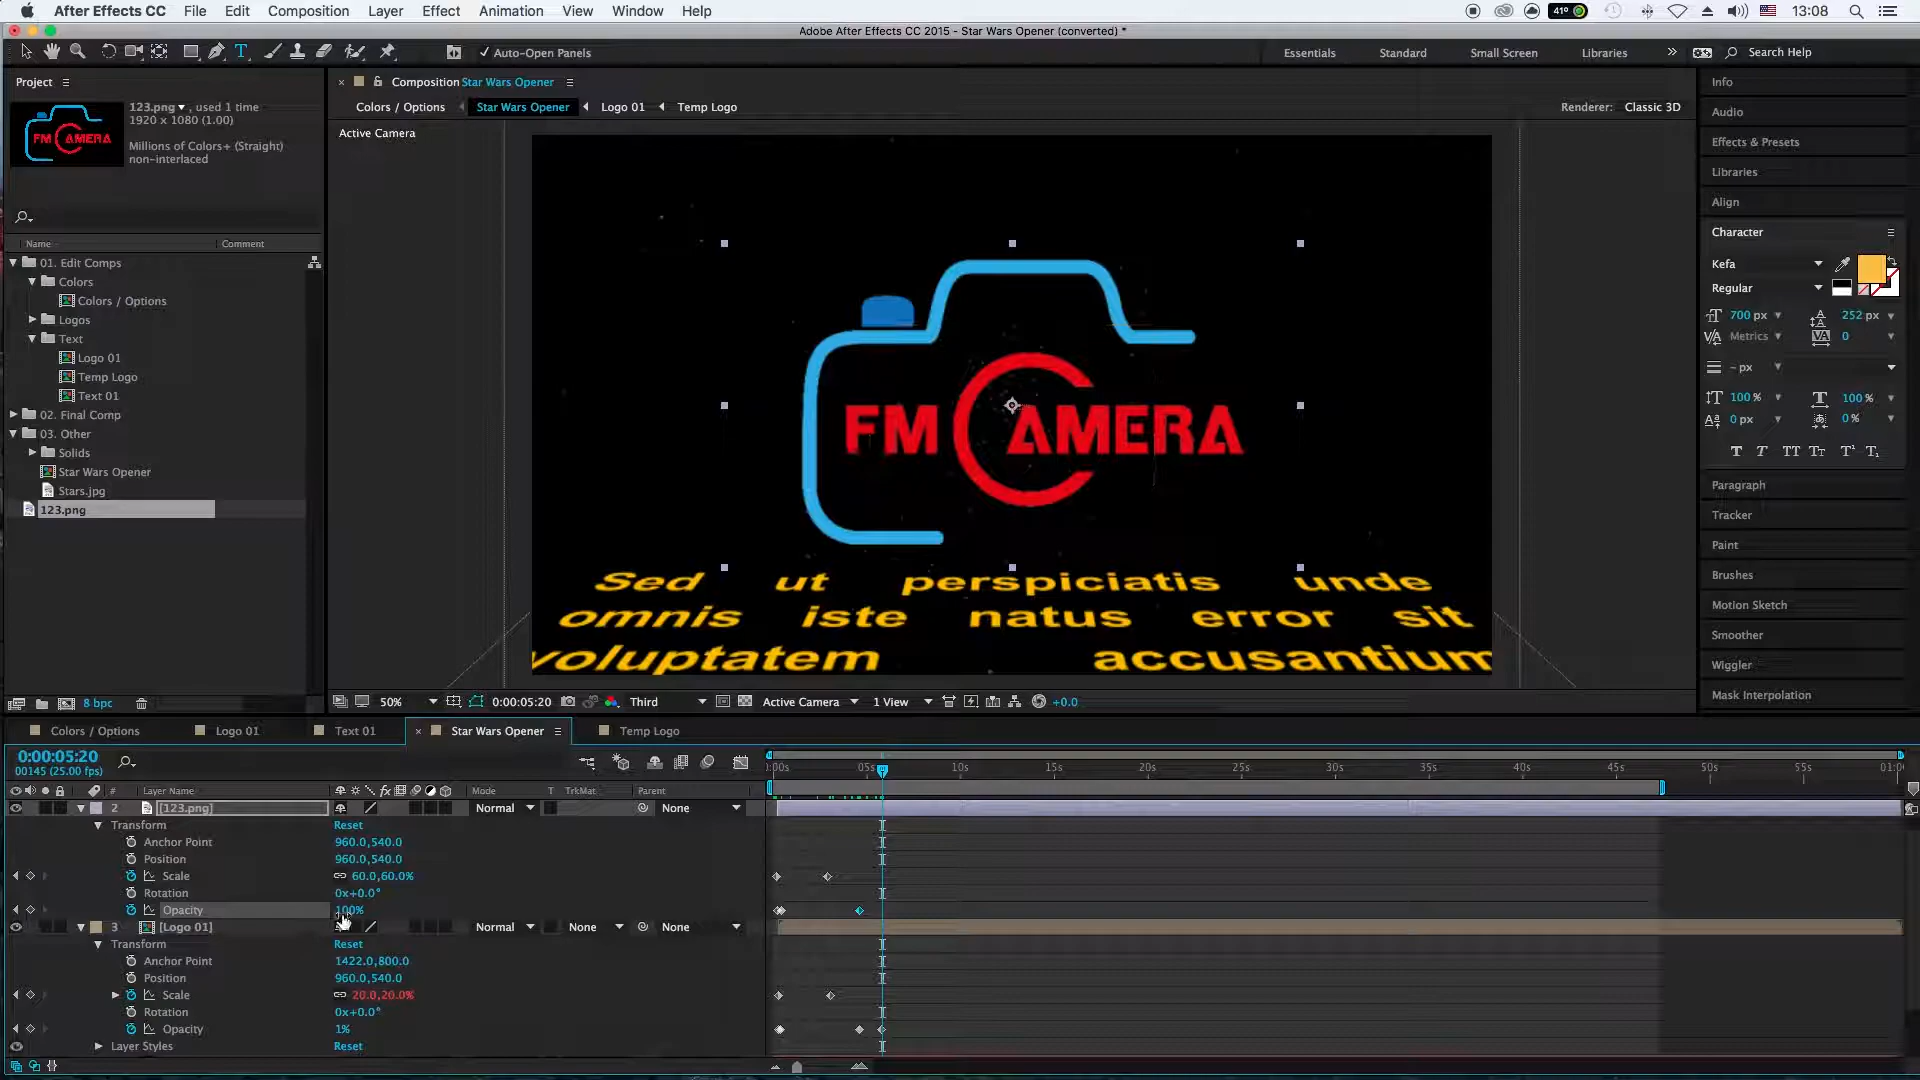 After Effects CC File Edit Composition Layer Effect Animation View Window Help 41° 13:08
Adobe After Effects CC 2015 - Star Wars Opener (converted) *
T Auto-Open Panels Essentials Standard Small Screen Libraries Search Help
Project
123.png ▾ , used 1 time
1920 x 1080 (1.00)
Millions of Colors+ (Straight)
non-interlaced
FM CAMERA
Name Comment
01. Edit Comps
Colors
Colors / Options
Logos
Text
Logo 01
Temp Logo
Text 01
02. Final Comp
03. Other
Solids
Star Wars Opener
Stars.jpg
123.png
8 bpc
Composition Star Wars Opener
Colors / Options Star Wars Opener Logo 01 Temp Logo Renderer: Classic 3D
Active Camera
FM CAMERA
Sed ut perspiciatis unde
omnis iste natus error sit
voluptatem accusantium
50% 0:00:05:20 Third Active Camera 1 View +0.0
Info
Audio
Effects & Presets
Libraries
Align
Character
Kefa
Regular
700 px 252 px
Metrics 0
- px
100 % 100 %
0 px 0 %
T T TT Tt T¹ T₁
Paragraph
Tracker
Paint
Brushes
Motion Sketch
Smoother
Wiggler
Mask Interpolation
Colors / Options Logo 01 Text 01 Star Wars Opener Temp Logo
0:00:05:20
00145 (25.00 fps)
:00s 05s 10s 15s 20s 25s 30s 35s 40s 45s 50s 55s 01:0
# Layer Name Mode T TrkMat Parent
2 [123.png] Normal None
Transform Reset
Anchor Point 960.0,540.0
Position 960.0,540.0
Scale 60.0,60.0%
Rotation 0x+0.0°
Opacity 100%
3 [Logo 01] Normal None None
Transform Reset
Anchor Point 1422.0,800.0
Position 960.0,540.0
Scale 20.0,20.0%
Rotation 0x+0.0°
Opacity 1%
Layer Styles Reset